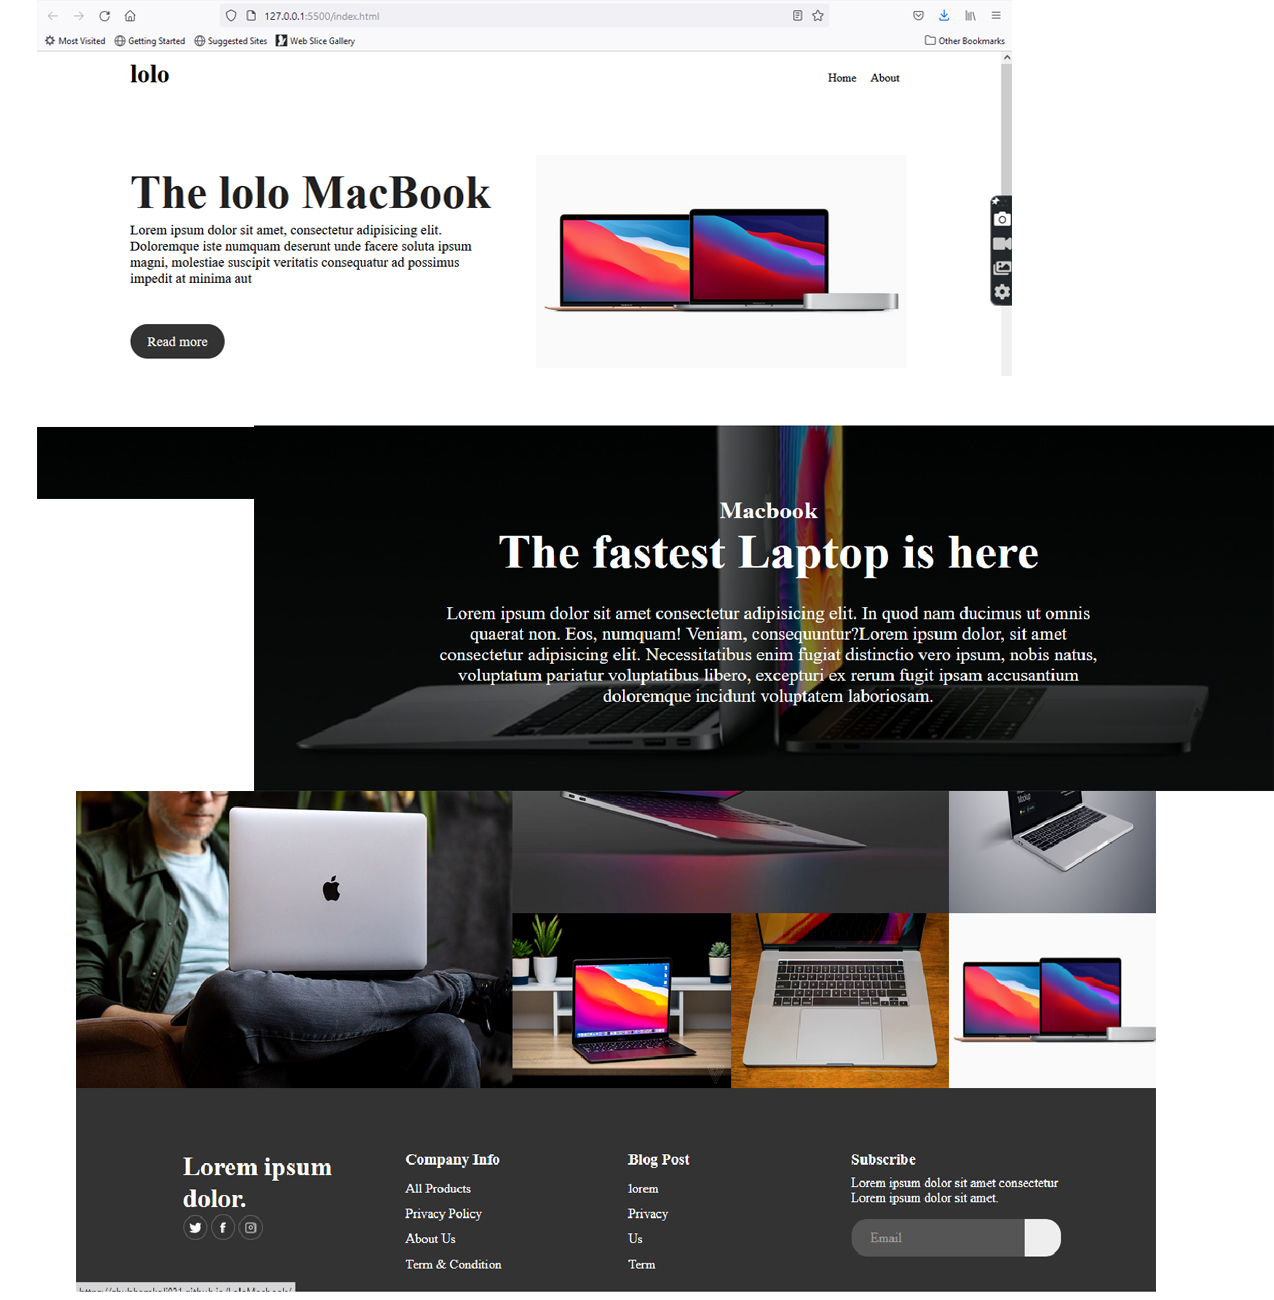 127.0.0.1:5500/index.html
Most Visited
Getting Started
Suggested Sites
Web Slice Gallery
Other Bookmarks
lolo
Home
About
The lolo MacBook
Lorem ipsum dolor sit amet, consectetur adipisicing elit.
Doloremque iste numquam deserunt unde facere soluta ipsum
magni, molestiae suscipit veritatis consequatur ad possimus
impedit at minima aut
Read more
Macbook
The fastest Laptop is here
Lorem ipsum dolor sit amet consectetur adipisicing elit. In quod nam ducimus ut omnis
quaerat non. Eos, numquam! Veniam, consequuntur?Lorem ipsum dolor, sit amet
consectetur adipisicing elit. Necessitatibus enim fugiat distinctio vero ipsum, nobis natus,
voluptatum pariatur voluptatibus libero, excepturi ex rerum fugit ipsam accusantium
doloremque incidunt voluptatem laboriosam.
Mockup
Lorem ipsum
dolor.
Company Info
All Products
Privacy Policy
About Us
Term & Condition
Blog Post
lorem
Privacy
Us
Term
Subscribe
Lorem ipsum dolor sit amet consectetur
Lorem ipsum dolor sit amet.
Email